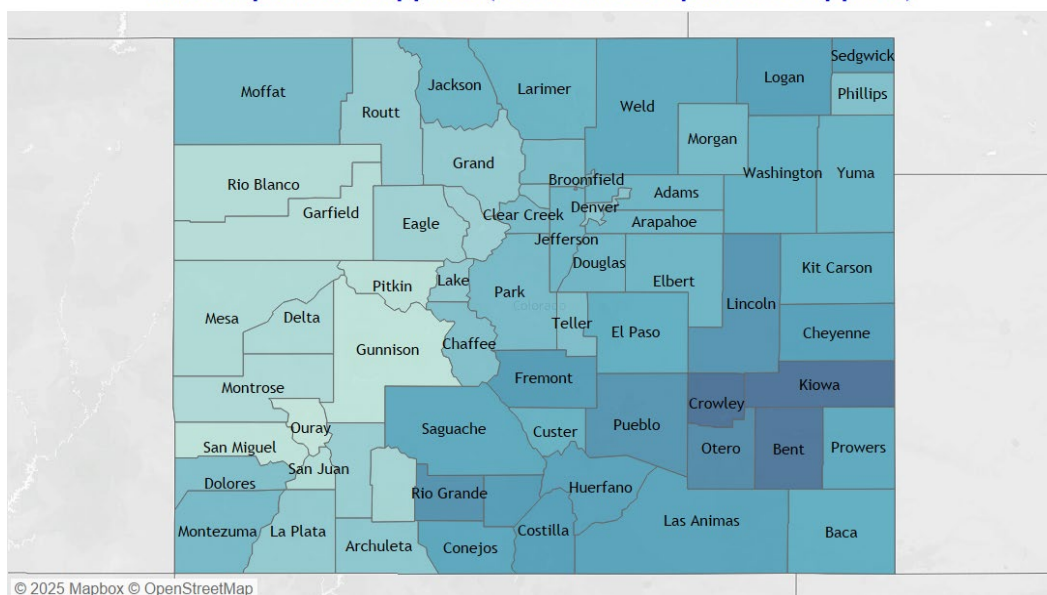 Sedgwick
Logan
Jackson
Larimer
Moffat
Phillips
Weld
Routt
Morgan
Grand
Washington
Yuma
Broomfield
Rio Blanco
Adams
Denver
Garfield
Clear Creek
Eagle
Arapahoe
Jefferson
Douglas
Kit Carson
Lake
Elbert
Pitkin
Park
Lincoln
Colorado
Mesa
Delta
Teller
El Paso
Cheyenne
Chaffee
Gunnison
Fremont
Kiowa
Montrose
Crowley
Pueblo
Ouray
Saguache
Custer
San Miguel
Otero
Bent
Prowers
San Juan
Dolores
Huerfano
Rio Grande
Las Animas
Montezuma
La Plata
Costilla
Baca
Archuleta
Conejos
© 2025 Mapbox © OpenStreetMap